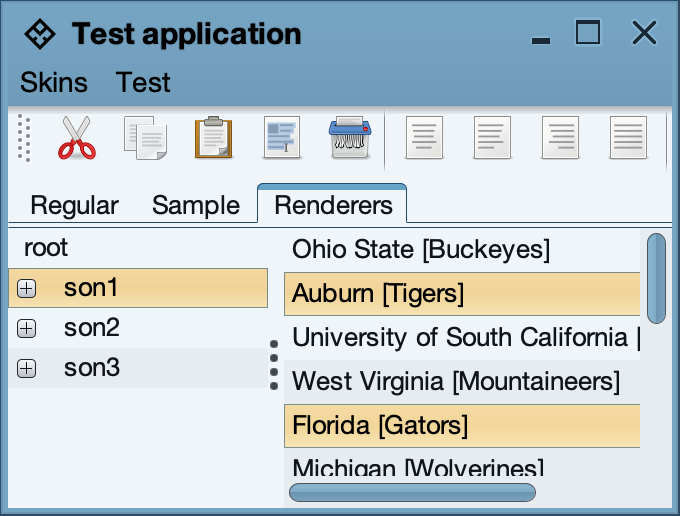 Test application
Skins Test
Regular Sample Renderers
root
son1
son2
son3
Ohio State [Buckeyes]
Auburn [Tigers]
University of South California [
West Virginia [Mountaineers]
Florida [Gators]
Michigan [Wolverines]